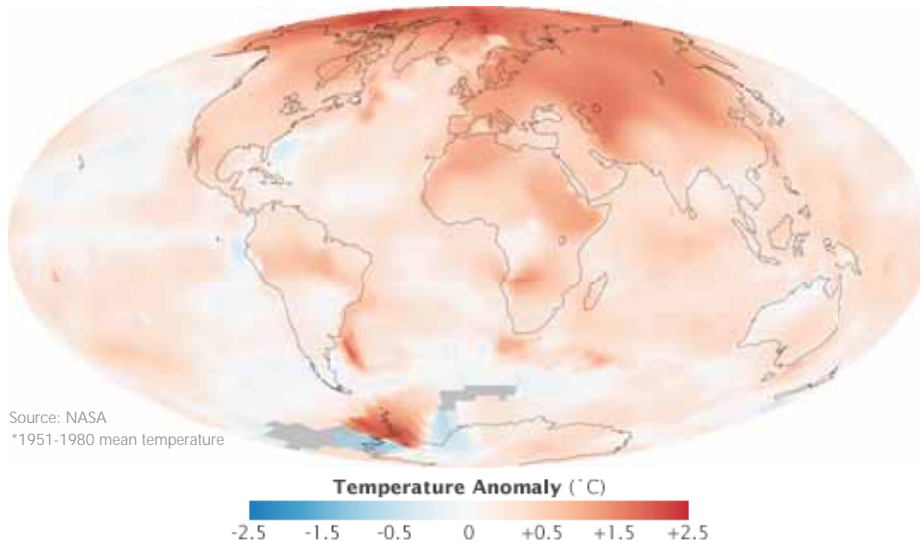 Source: NASA
*1951-1980 mean temperature
Temperature Anomaly (˚C)
-2.5 -1.5 -0.5 0 +0.5 +1.5 +2.5